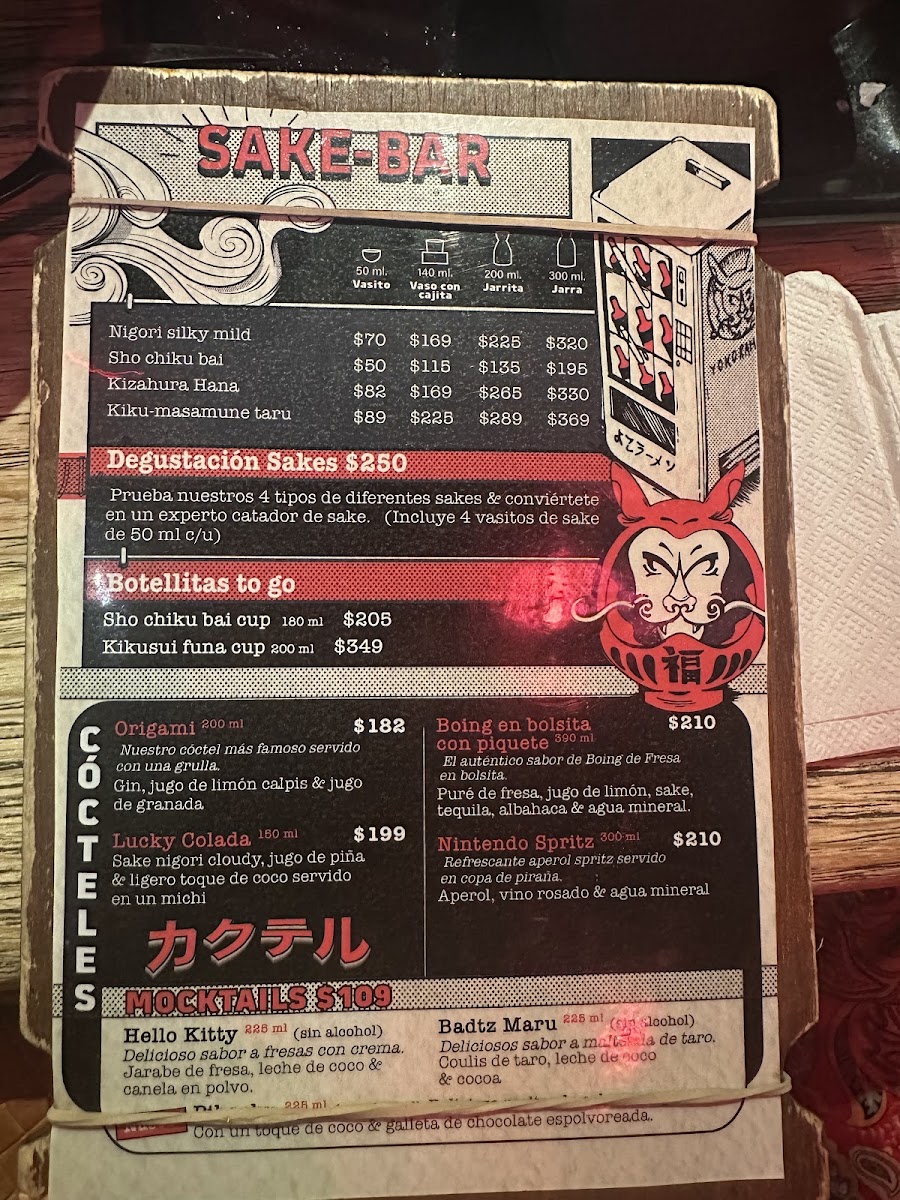 SAKE-BAR
50 ml. 140 ml. 200 ml. 300 ml.
Vasito Vaso con cajita Jarrita Jarra
Nigori silky mild $70 $169 $225 $320
Sho chiku bai $50 $115 $135 $195
Kizahura Hana $82 $169 $265 $330
Kiku-masamune taru $89 $225 $289 $369
よてラーメン
Degustación Sakes $250
Prueba nuestros 4 tipos de diferentes sakes & conviértete
en un experto catador de sake. (Incluye 4 vasitos de sake
de 50 ml c/u)
Botellitas to go
Sho chiku bai cup 180 ml $205
Kikusui funa cup 200 ml $349
福
CÓCTELES
Origami 200 ml $182
Nuestro cóctel más famoso servido
con una grulla.
Gin, jugo de limón calpis & jugo
de granada
Lucky Colada 150 ml $199
Sake nigori cloudy, jugo de piña
& ligero toque de coco servido
en un michi
カクテル
Boing en bolsita $210
con piquete 390 ml
El auténtico sabor de Boing de Fresa
en bolsita.
Puré de fresa, jugo de limón, sake,
tequila, albahaca & agua mineral.
Nintendo Spritz 300 ml $210
Refrescante aperol spritz servido
en copa de piraña.
Aperol, vino rosado & agua mineral
MOCKTAILS $109
Hello Kitty 225 ml (sin alcohol)
Delicioso sabor a fresas con crema.
Jarabe de fresa, leche de coco &
canela en polvo.
Badtz Maru 225 ml (sin alcohol)
Deliciosos sabor a malteada de taro.
Coulis de taro, leche de coco
& cocoa
225 ml
Con un toque de coco & galleta de chocolate espolvoreada.